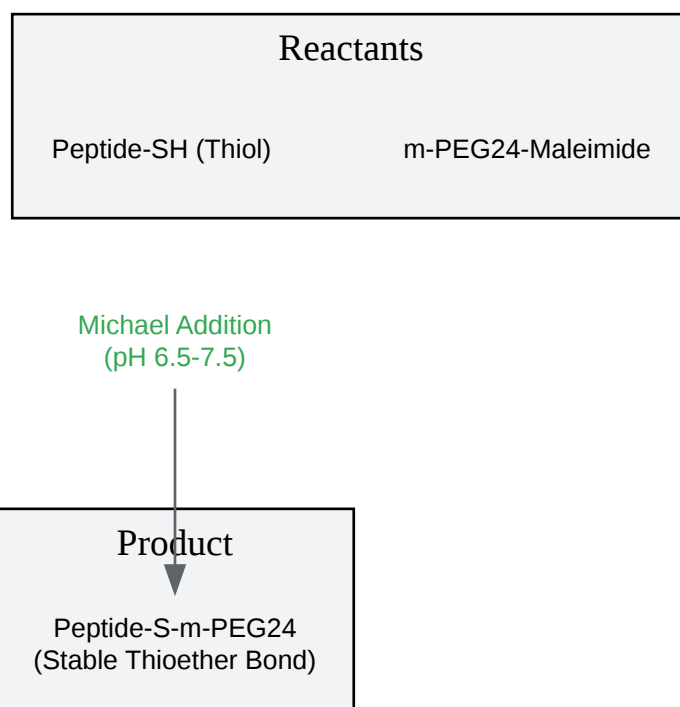 Reactants
Peptide-SH (Thiol) m-PEG24-Maleimide
Michael Addition
(pH 6.5-7.5)
Product
Peptide-S-m-PEG24
(Stable Thioether Bond)